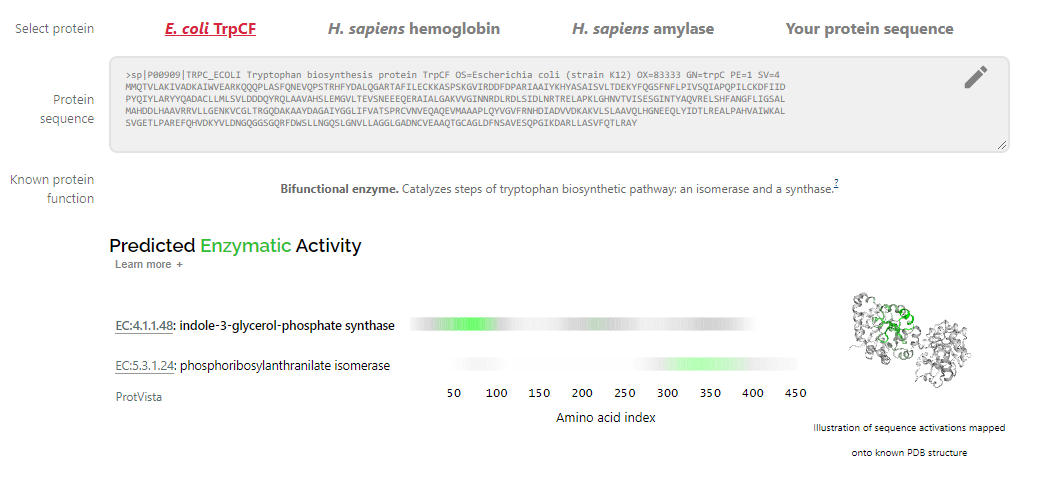 Select protein
E. coli TrpCF
H. sapiens hemoglobin
H. sapiens amylase
Your protein sequence
Protein
sequence
>sp|P00909|TRPC_ECOLI Tryptophan biosynthesis protein TrpCF OS=Escherichia coli (strain K12) OX=83333 GN=trpC PE=1 SV=4
MMQTVLAKIVADKAIWVEARKQQQPLASFQNEVQPSTRHFYDALQGARTAFILECKKASPSKGVIRDDFDPARIAAIYKHYASAISVLTDEKYFQGSFNFLPIVSQIAPQPILCKDFIID
PYQIYLARYYQADACLLMLSVLDDDQYRQLAAVAHSLEMGVLTEVSNEEEQERAIALGAKVVGINNRDLRDLSIDLNRTRELAPKLGHNVTVISESGINTYAQVRELSHFANGFLIGSAL
MAHDDLHAAVRRVLLGENKVCGLTRGQDAKAAYDAGAIYGGLIFVATSPRCVNVEQAQEVMAAAPLQYVGVFRNHDIADVVDKAKVLSLAAVQLHGNEEQLYIDTLREALPAHVAIWKAL
SVGETLPAREFQHVDKYVLDNGQGGSGQRFDWSLLNGQSLGNVLLAGGLGADNCVEAAQTGCAGLDFNSAVESQPGIKDARLLASVFQTLRAY
Known protein
function
Bifunctional enzyme. Catalyzes steps of tryptophan biosynthetic pathway: an isomerase and a synthase.?
Predicted Enzymatic Activity
Learn more +
EC:4.1.1.48: indole-3-glycerol-phosphate synthase
EC:5.3.1.24: phosphoribosylanthranilate isomerase
ProtVista
50 100 150 200 250 300 350 400 450
Amino acid index
Illustration of sequence activations mapped
onto known PDB structure